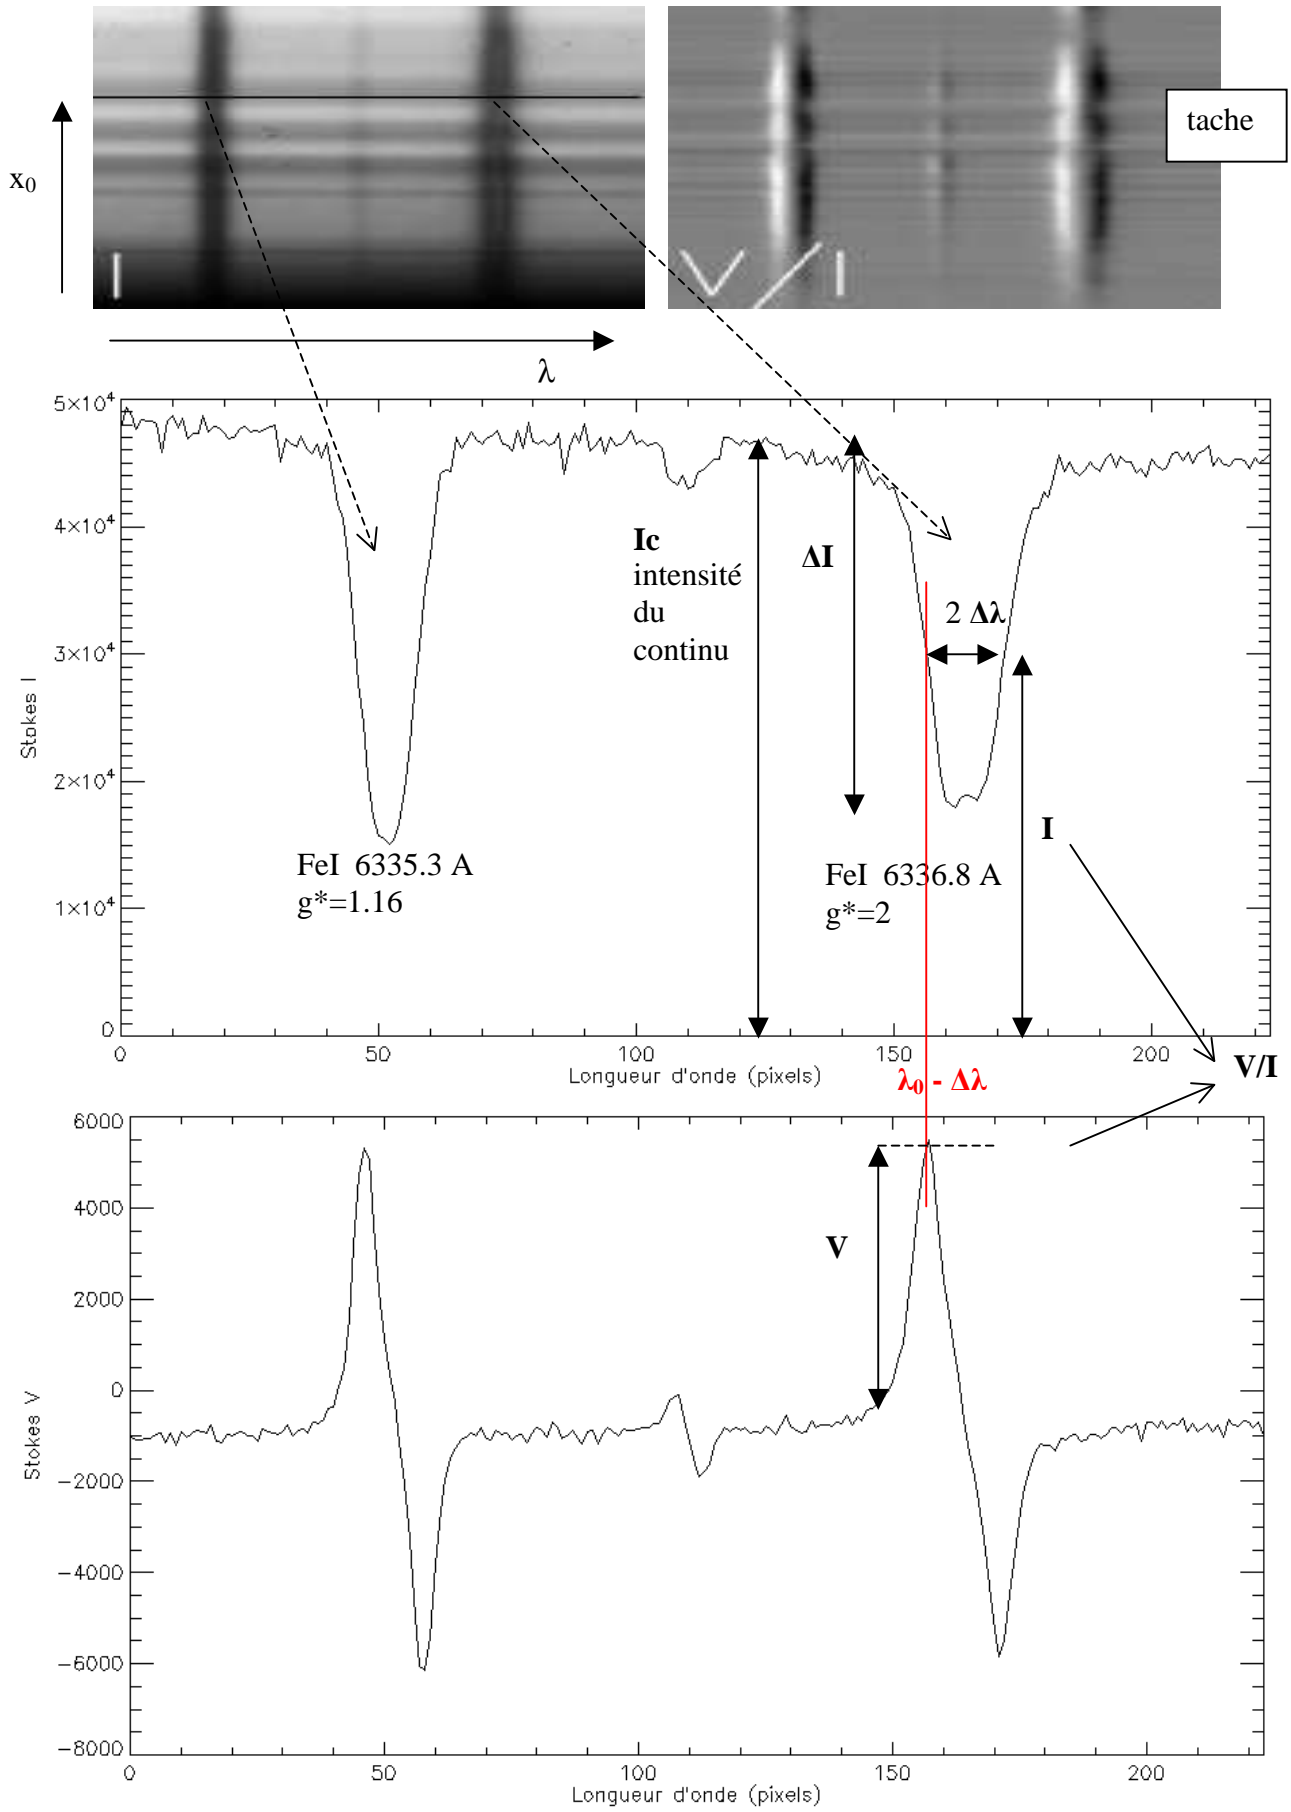 x₀
I
V/I
tache
λ
5×10⁴
4×10⁴
3×10⁴
2×10⁴
1×10⁴
0
Stokes I
Ic
intensité
du
continu
ΔI
2 Δλ
I
FeI 6335.3 A
g*=1.16
FeI 6336.8 A
g*=2
0 50 100 150 200
Longueur d'onde (pixels)
λ₀ - Δλ
V/I
6000
4000
2000
0
−2000
−4000
−6000
−8000
Stokes V
V
0 50 100 150 200
Longueur d'onde (pixels)